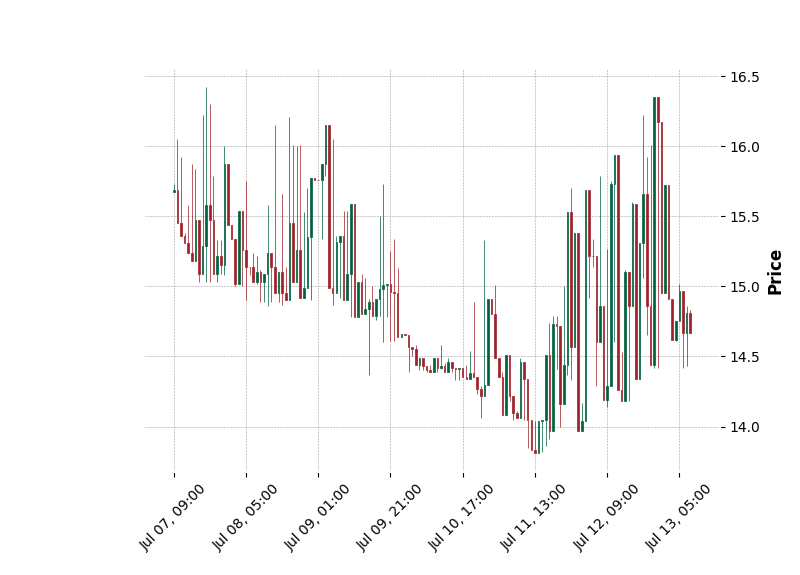 16.5
16.0
15.5
15.0
14.5
14.0
Price
Jul 07, 09:00
Jul 08, 05:00
Jul 09, 01:00
Jul 09, 21:00
Jul 10, 17:00
Jul 11, 13:00
Jul 12, 09:00
Jul 13, 05:00